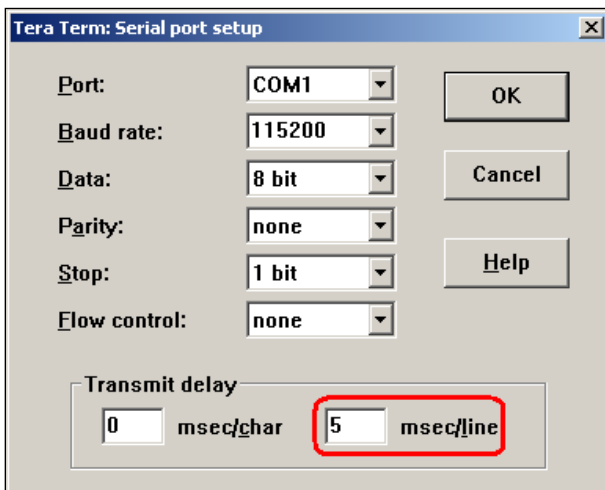 Tera Term: Serial port setup
Port: COM1
OK
Baud rate: 115200
Data: 8 bit
Cancel
Parity: none
Stop: 1 bit
Help
Flow control: none
Transmit delay
0 msec/char 5 msec/line